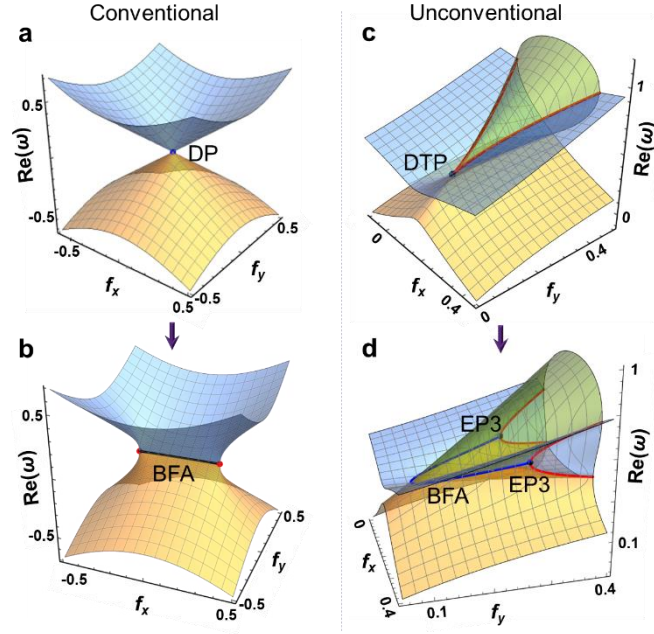 Conventional
Unconventional
a
0.5
-0.5
Re(ω)
DP
-0.5
fx
0.5
-0.5
fy
0.5
c
DTP
1
0
Re(ω)
0
fx
0.4
0
fy
0.4
b
0.5
-0.5
Re(ω)
BFA
-0.5
fx
0.5
-0.5
fy
0.5
d
EP3
BFA
EP3
1
0.1
Re(ω)
0
fx
0.4
0.1
fy
0.4